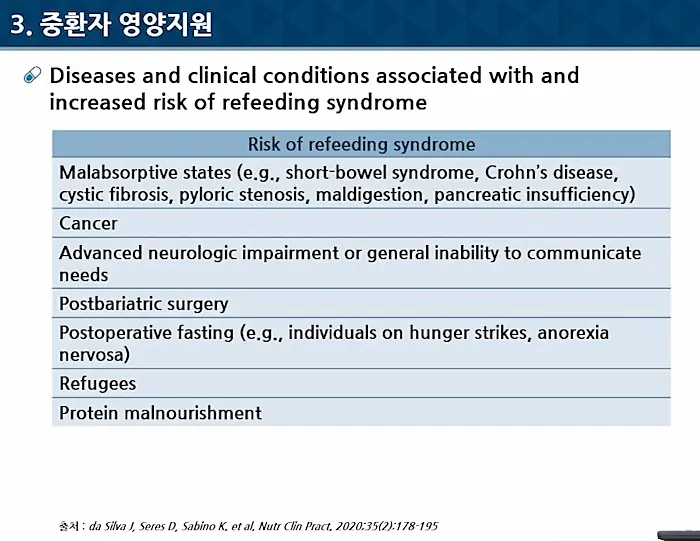 3. 중환자 영양지원
Diseases and clinical conditions associated with and
increased risk of refeeding syndrome
Risk of refeeding syndrome
Malabsorptive states (e.g., short-bowel syndrome, Crohn's disease,
cystic fibrosis, pyloric stenosis, maldigestion, pancreatic insufficiency)
Cancer
Advanced neurologic impairment or general inability to communicate
needs
Postbariatric surgery
Postoperative fasting (e.g., individuals on hunger strikes, anorexia
nervosa)
Refugees
Protein malnourishment
출처 : da Silva J, Seres D, Sabino K, et al. Nutr Clin Pract. 2020;35(2):178-195